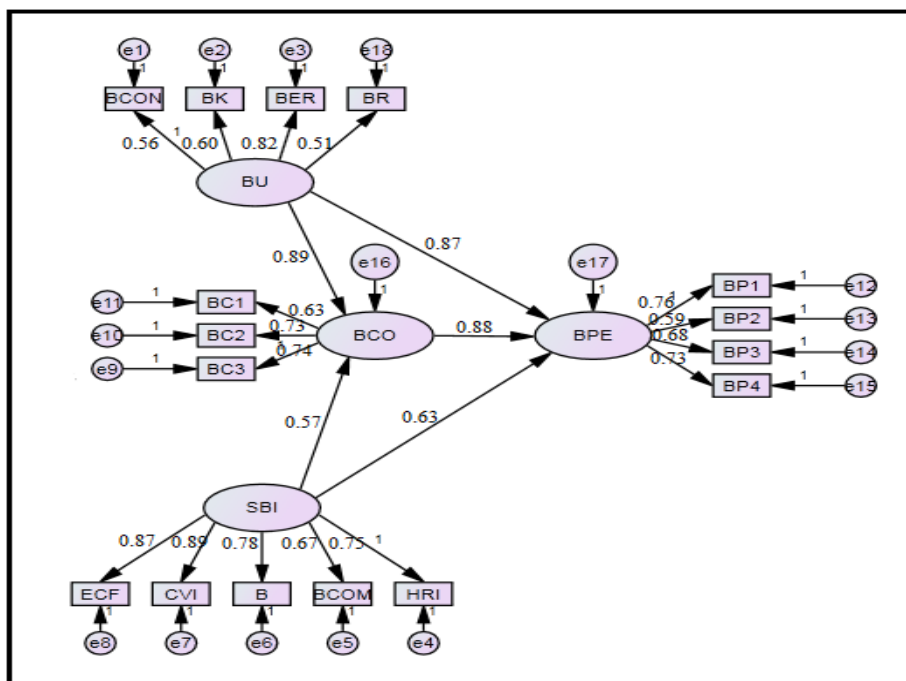 e1 e2 e3 e18
1 1 1 1
BCON BK BER BR
1
0.56 0.60 0.82 0.51
BU
0.89 0.87
e16 e17
1 1
e11 1 BC1 0.63
e10 1 BC2 0.73
e9 1 BC3 0.74 1
BCO 0.88 BPE
0.76 1 BP1 1 e12
0.59 BP2 1 e13
0.68 BP3 1 e14
0.73 BP4 1 e15
0.57 0.63
SBI
0.87 0.89 0.78 0.67 0.75 1
ECF CVI B BCOM HRI
1 1 1 1 1
e8 e7 e6 e5 e4